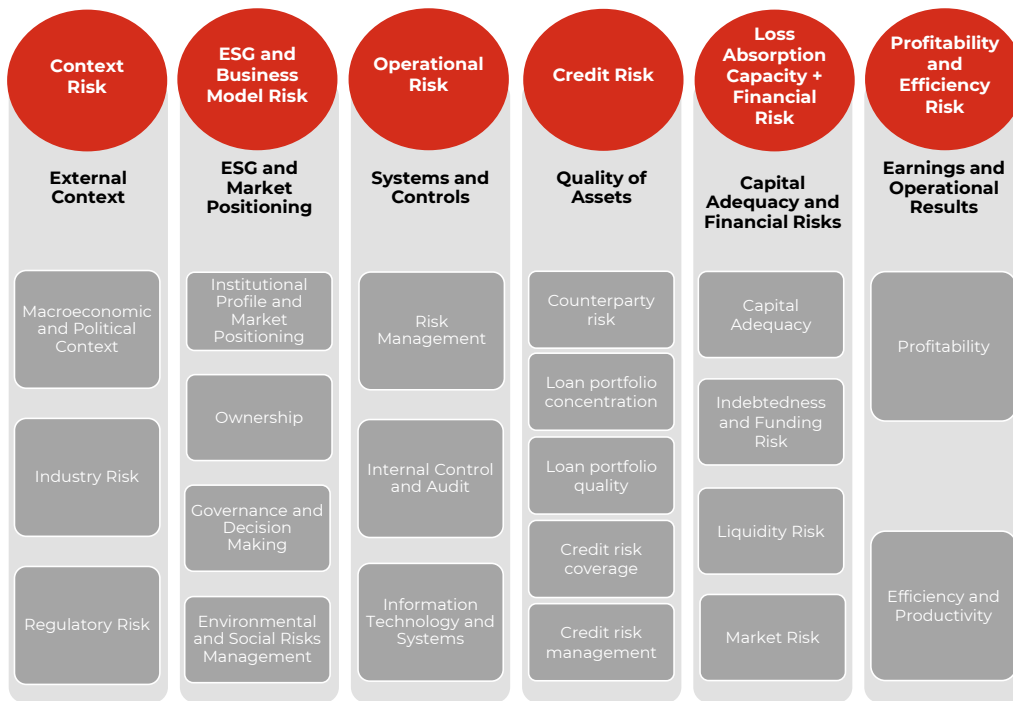 Context
Risk
ESG and
Business
Model Risk
Operational
Risk
Credit Risk
Loss
Absorption
Capacity +
Financial
Risk
Profitability
and
Efficiency
Risk
External
Context
ESG and
Market
Positioning
Systems and
Controls
Quality of
Assets
Capital
Adequacy and
Financial Risks
Earnings and
Operational
Results
Macroeconomic
and Political
Context
Industry Risk
Regulatory Risk
Institutional
Profile and
Market
Positioning
Ownership
Governance and
Decision
Making
Environmental
and Social Risks
Management
Risk
Management
Internal Control
and Audit
Information
Technology and
Systems
Counterparty
risk
Loan portfolio
concentration
Loan portfolio
quality
Credit risk
coverage
Credit risk
management
Capital
Adequacy
Indebtedness
and Funding
Risk
Liquidity Risk
Market Risk
Profitability
Efficiency and
Productivity